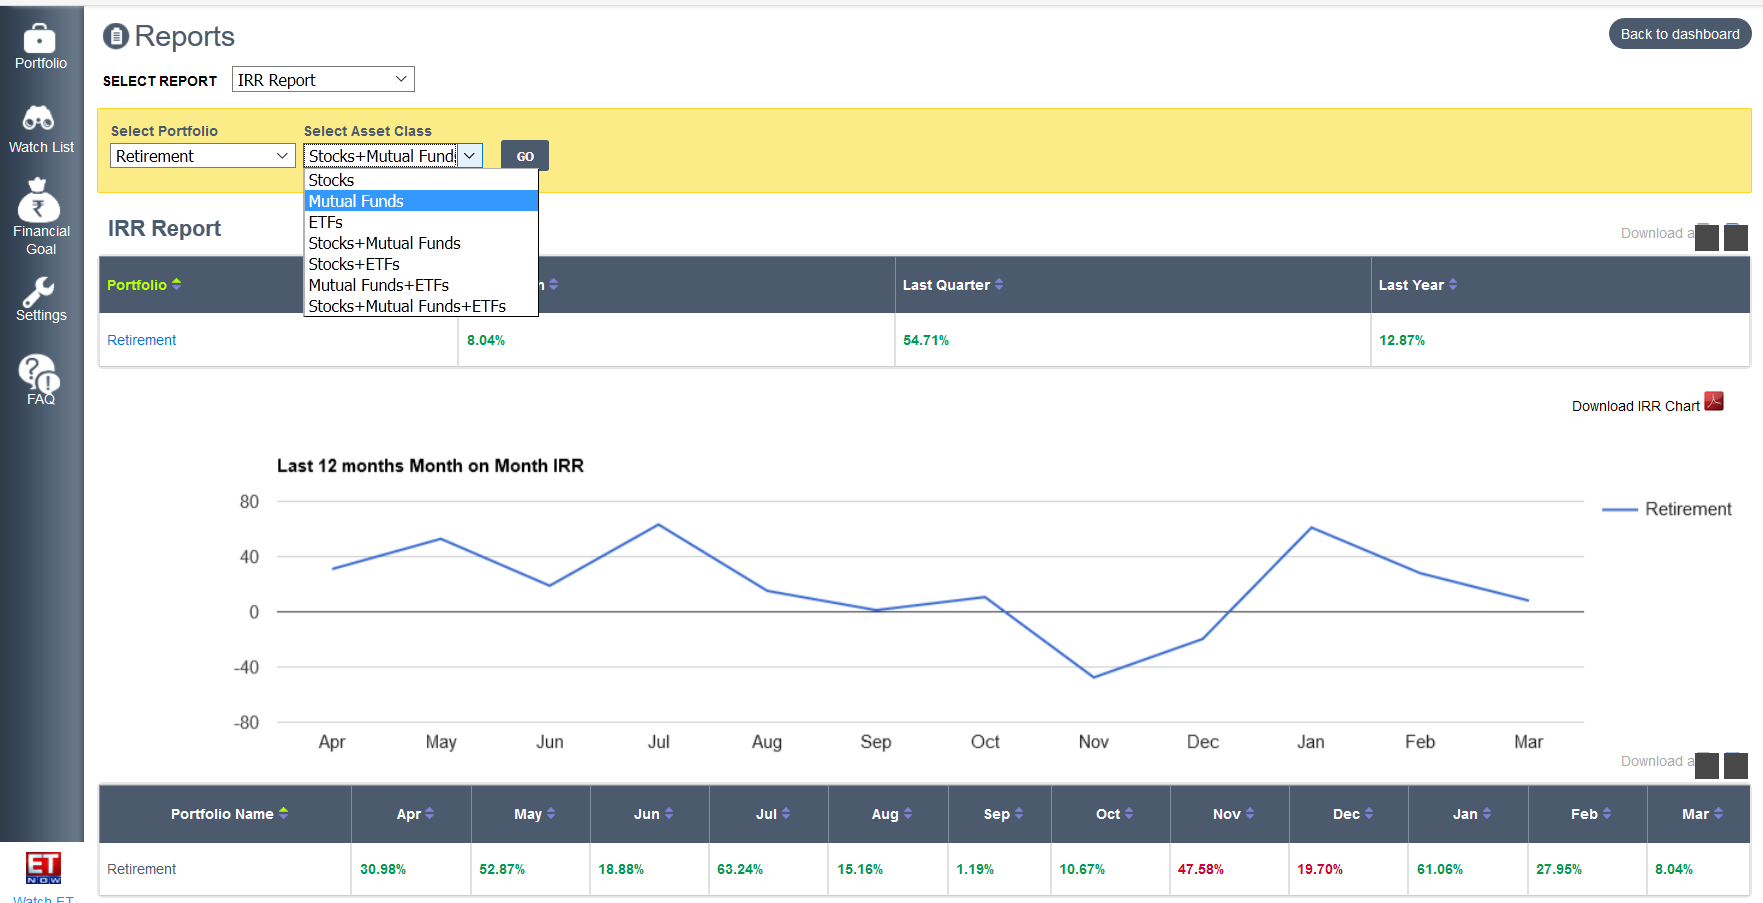 Portfolio
Watch List
Financial
Goal
Settings
FAQ
ET
NOW
Reports
Back to dashboard
SELECT REPORT IRR Report
Select Portfolio Select Asset Class
Retirement Stocks+Mutual Fund GO
Stocks
Mutual Funds
ETFs
Stocks+Mutual Funds
Stocks+ETFs
Mutual Funds+ETFs
Stocks+Mutual Funds+ETFs
IRR Report
Download a
Portfolio Last Quarter Last Year
Retirement 8.04% 54.71% 12.87%
Download IRR Chart
Last 12 months Month on Month IRR
80
40
0
-40
-80
Retirement
Apr May Jun Jul Aug Sep Oct Nov Dec Jan Feb Mar
Download a
Portfolio Name Apr May Jun Jul Aug Sep Oct Nov Dec Jan Feb Mar
Retirement 30.98% 52.87% 18.88% 63.24% 15.16% 1.19% 10.67% 47.58% 19.70% 61.06% 27.95% 8.04%
Watch ET